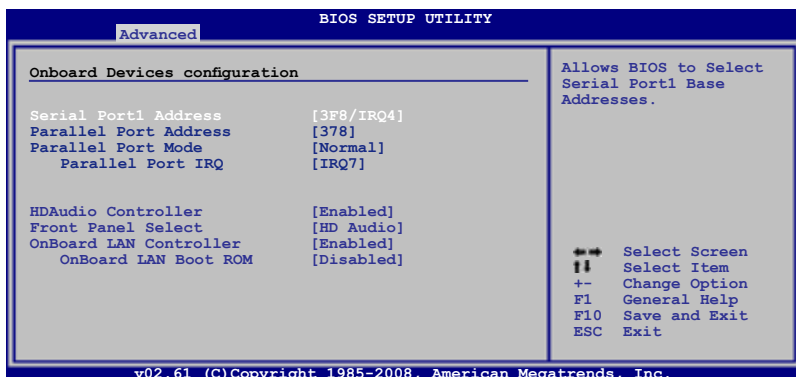 BIOS SETUP UTILITY
Advanced
Onboard Devices configuration
Serial Port1 Address [3F8/IRQ4]
Parallel Port Address [378]
Parallel Port Mode [Normal]
Parallel Port IRQ [IRQ7]
HDAudio Controller [Enabled]
Front Panel Select [HD Audio]
OnBoard LAN Controller [Enabled]
OnBoard LAN Boot ROM [Disabled]
Allows BIOS to Select
Serial Port1 Base
Addresses.
Select Screen
Select Item
+- Change Option
F1 General Help
F10 Save and Exit
ESC Exit
v02.61 (C)Copyright 1985-2008, American Megatrends, Inc.